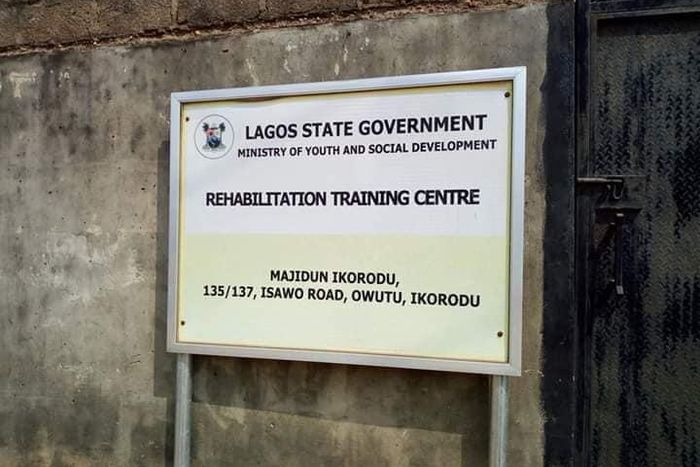 LAGOS STATE GOVERNMENT
MINISTRY OF YOUTH AND SOCIAL DEVELOPMENT
REHABILITATION TRAINING CENTRE
MAJIDUN IKORODU,
135/137, ISAWO ROAD, OWUTU, IKORODU